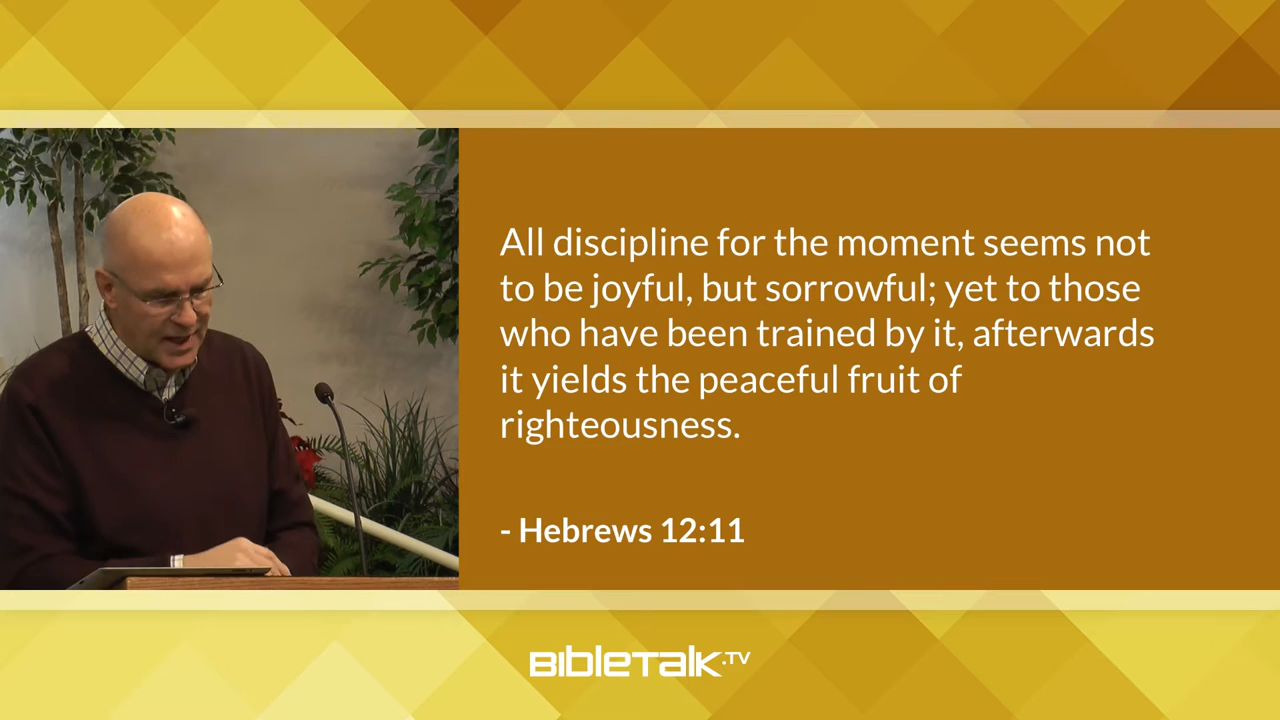 All discipline for the moment seems not
to be joyful, but sorrowful; yet to those
who have been trained by it, afterwards
it yields the peaceful fruit of
righteousness.
- Hebrews 12:11
BIBLETALK.TV